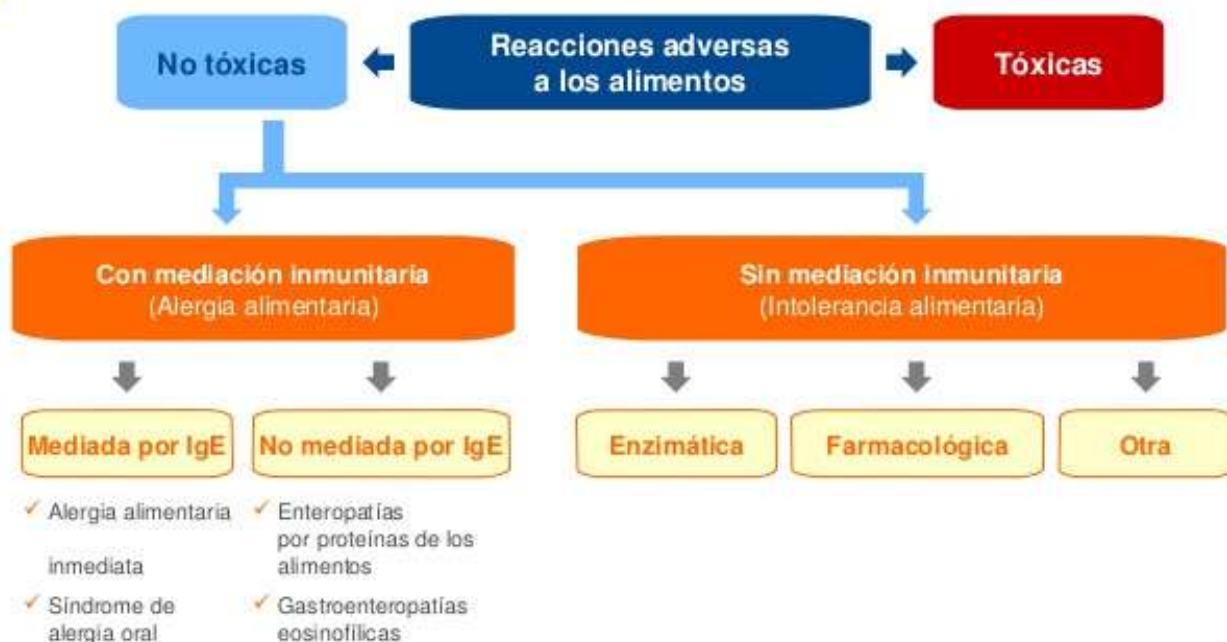 No tóxicas
Reacciones adversas
a los alimentos
Tóxicas
Con mediación inmunitaria
(Alergia alimentaria)
Sin mediación inmunitaria
(Intolerancia alimentaria)
Mediada por IgE
No mediada por IgE
Enzimática
Farmacológica
Otra
✓ Alergia alimentaria
inmediata
✓ Síndrome de
alergia oral
✓ Enteropatías
por proteínas de los
alimentos
✓ Gastroenteropatías
eosinofílicas